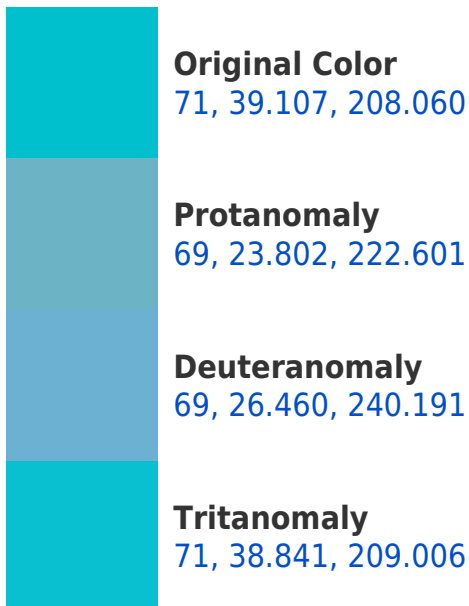 Original Color
71, 39.107, 208.060
Protanomaly
69, 23.802, 222.601
Deuteranomaly
69, 26.460, 240.191
Tritanomaly
71, 38.841, 209.006